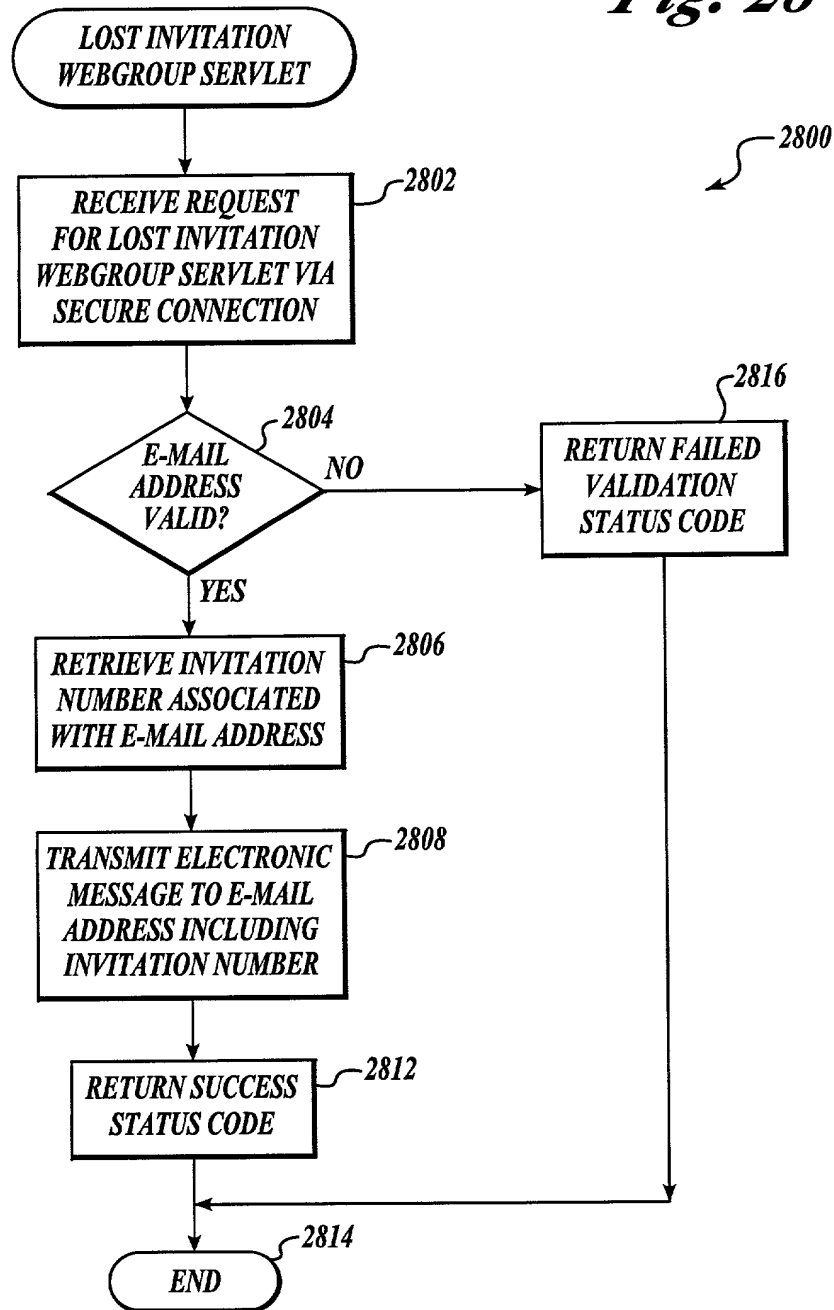 Fig. 28
LOST INVITATION
WEBGROUP SERVLET
2800
2802
RECEIVE REQUEST
FOR LOST INVITATION
WEBGROUP SERVLET VIA
SECURE CONNECTION
2804
E-MAIL
ADDRESS
VALID?
NO
YES
2816
RETURN FAILED
VALIDATION
STATUS CODE
2806
RETRIEVE INVITATION
NUMBER ASSOCIATED
WITH E-MAIL ADDRESS
2808
TRANSMIT ELECTRONIC
MESSAGE TO E-MAIL
ADDRESS INCLUDING
INVITATION NUMBER
2812
RETURN SUCCESS
STATUS CODE
2814
END